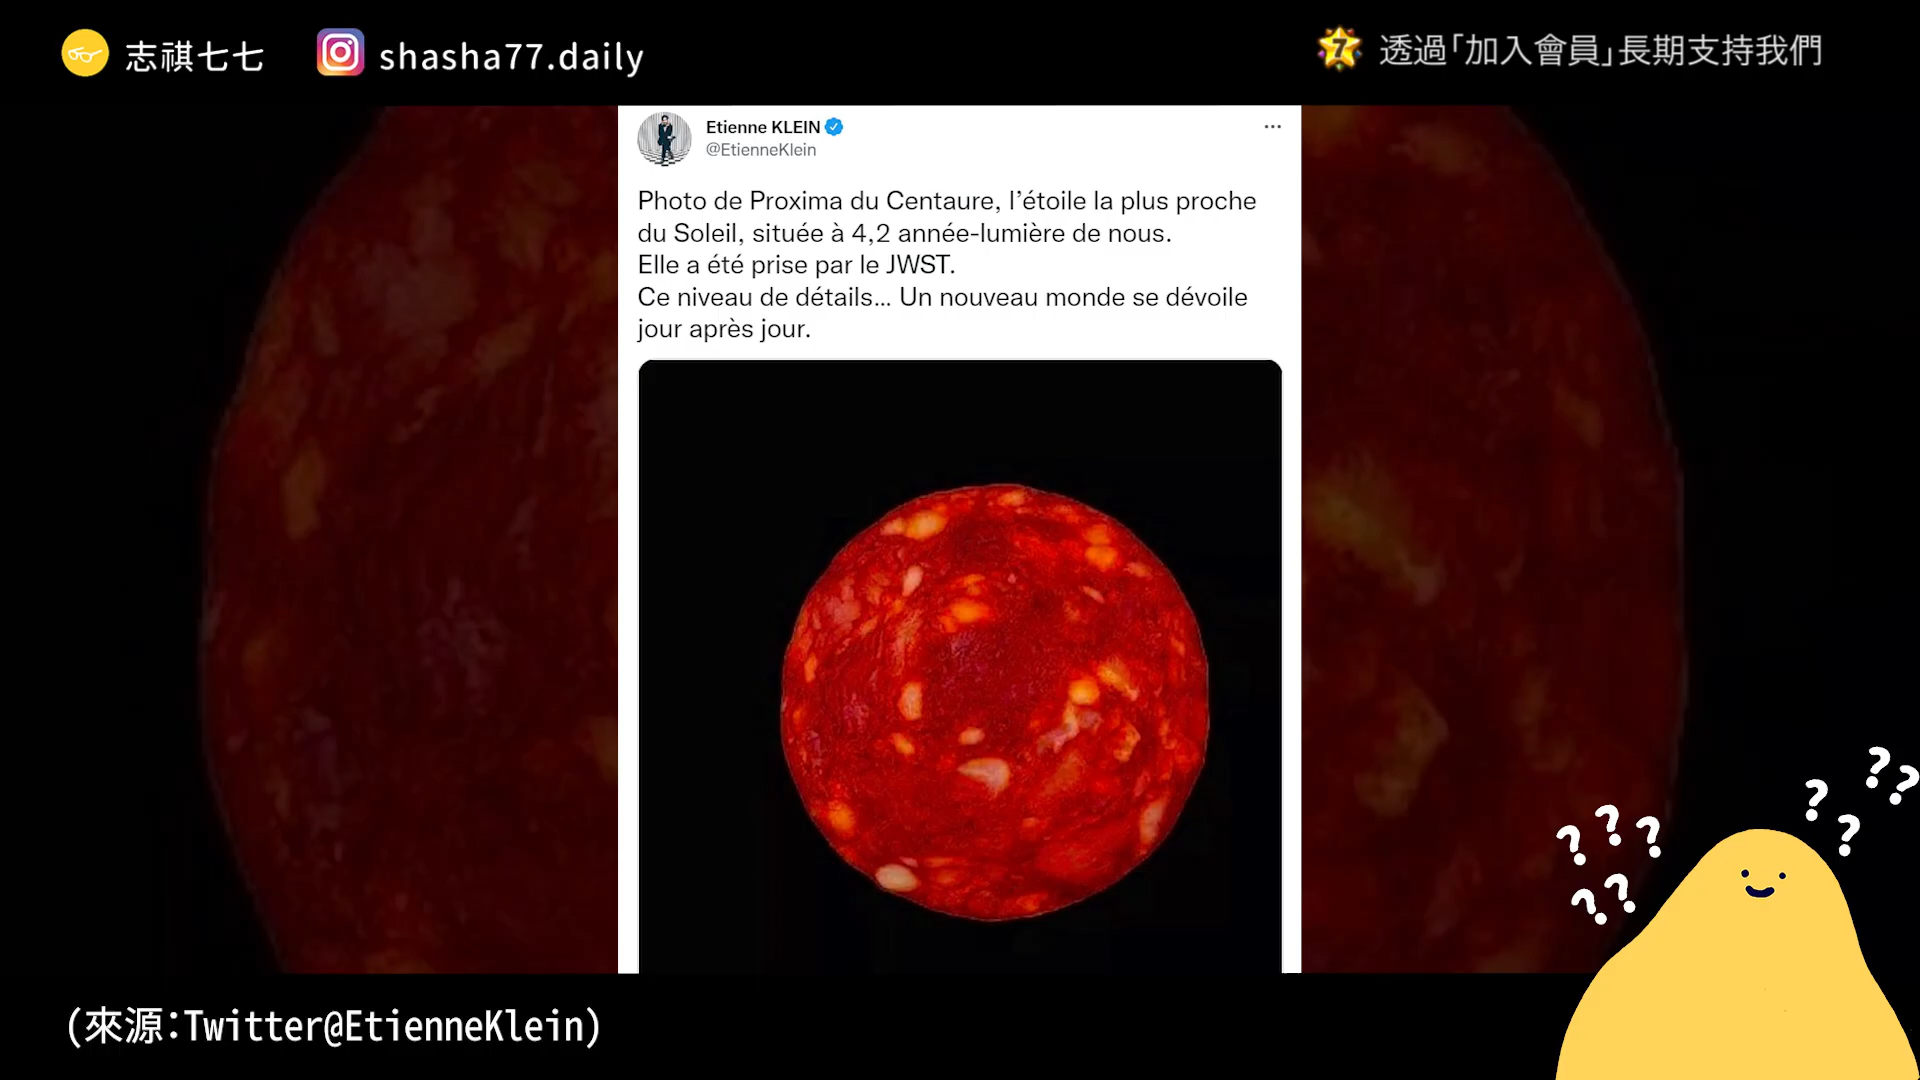 志祺七七
shasha77.daily
7
透過「加入會員」長期支持我們
Etienne KLEIN
@EtienneKlein
Photo de Proxima du Centaure, l’étoile la plus proche
du Soleil, située à 4,2 année-lumière de nous.
Elle a été prise par le JWST.
Ce niveau de détails… Un nouveau monde se dévoile
jour après jour.
? ? ?
? ?
? ?
? ?
(來源:Twitter@EtienneKlein)